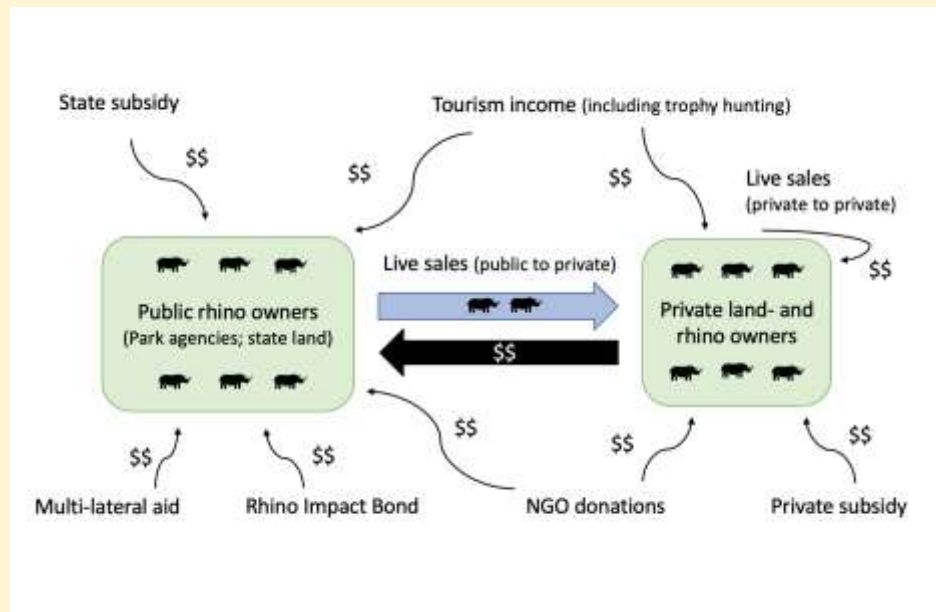 State subsidy
Tourism income (including trophy hunting)
$$
$$
$$
Live sales
(private to private)
$$
Live sales (public to private)
Public rhino owners
(Park agencies; state land)
Private land- and
rhino owners
$$
$$
$$
$$
$$
$$
Multi-lateral aid
Rhino Impact Bond
NGO donations
Private subsidy